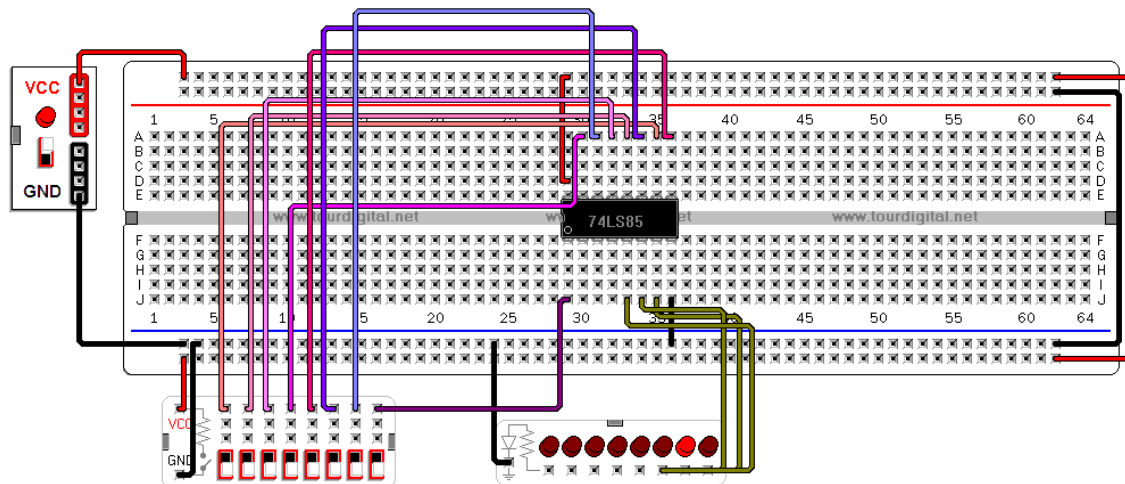 VCC
GND
1 5 10 15 20 25 30 35 40 45 50 55 60 64
A A
B B
C C
D D
E E
www.tourdigital.net www.tourdigital.net www.tourdigital.net
74LS85
F F
G G
H H
I I
J J
1 5 10 15 20 25 30 35 40 45 50 55 60 64
VCC
GND